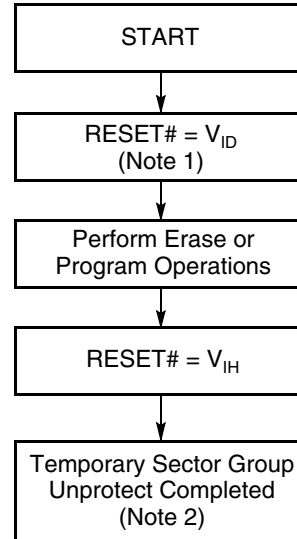 START
RESET# = V_ID
(Note 1)
Perform Erase or
Program Operations
RESET# = V_IH
Temporary Sector Group
Unprotect Completed
(Note 2)